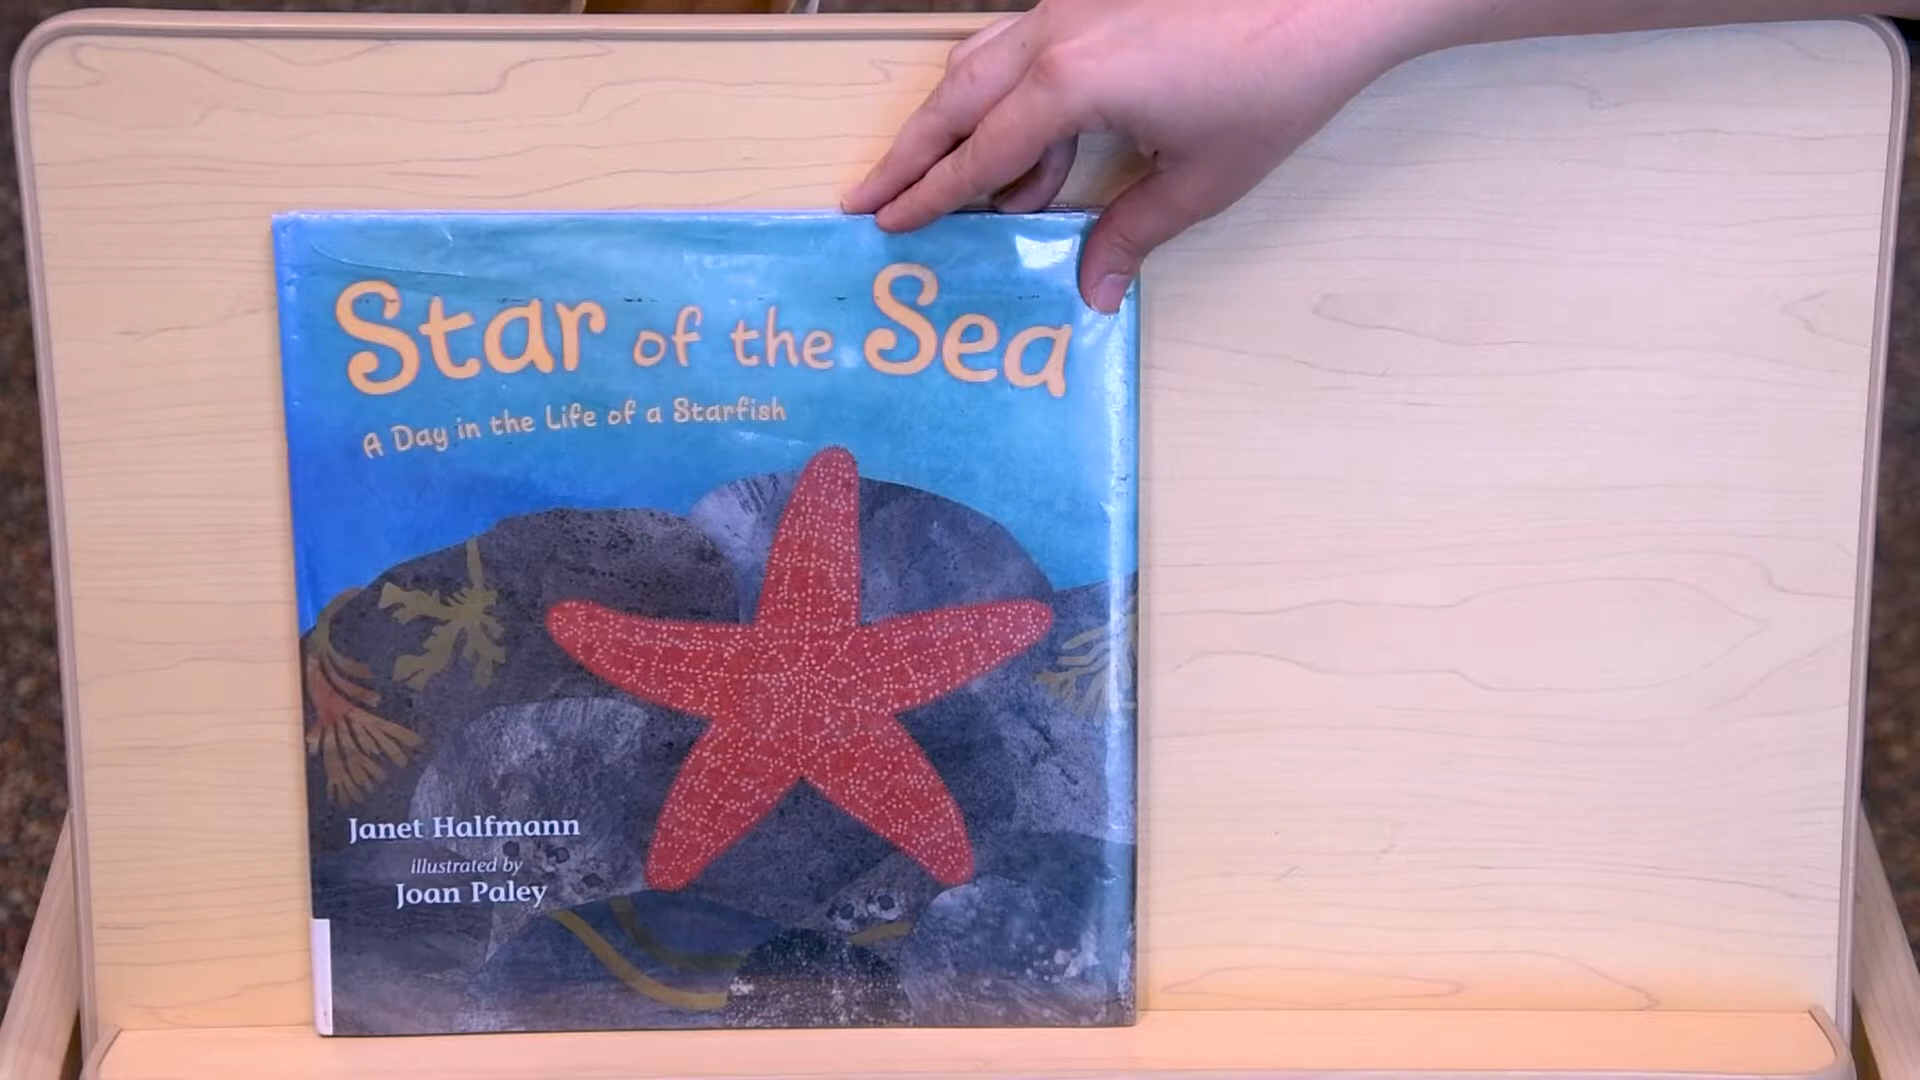 Star of the Sea
A Day in the Life of a Starfish
Janet Halfmann
illustrated by
Joan Paley